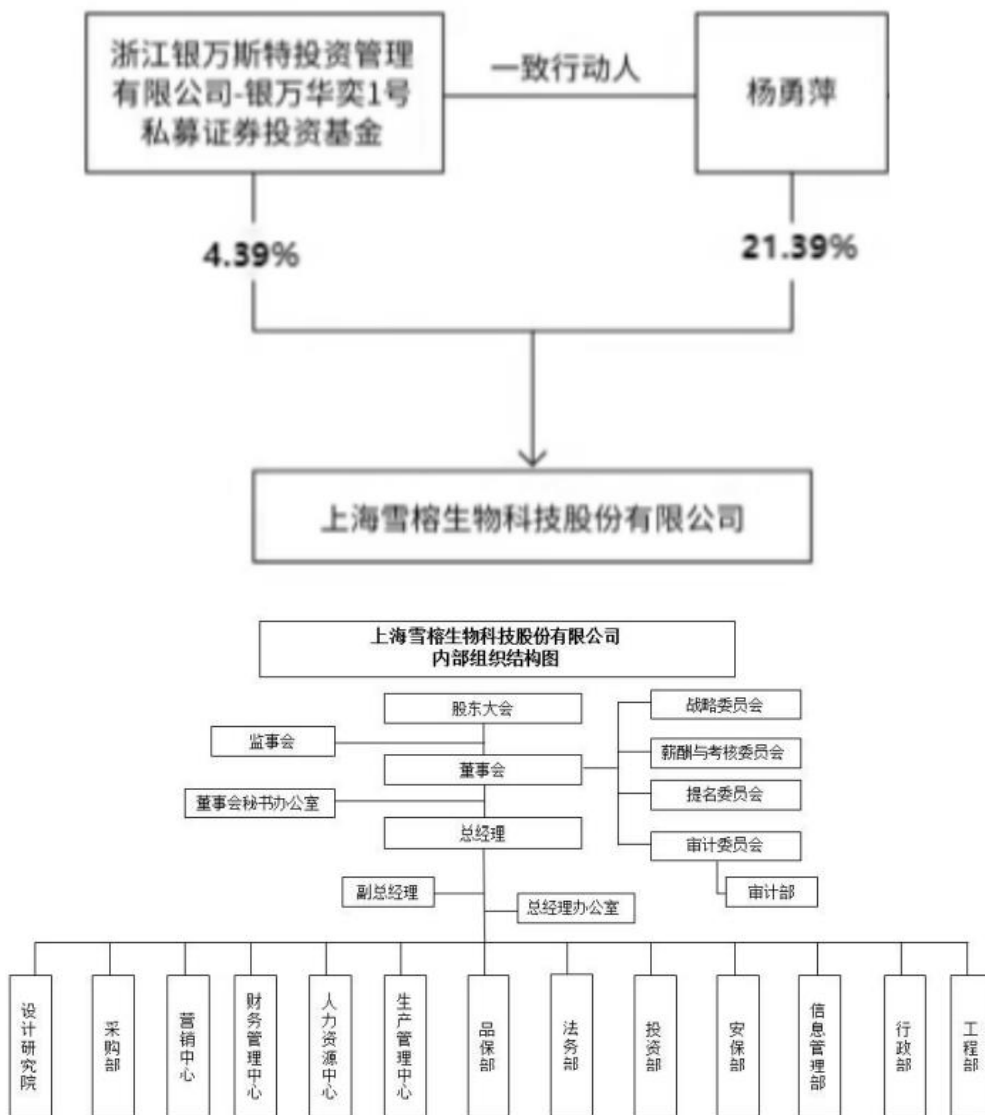 浙江银万斯特投资管理
有限公司-银万华奕1号
私募证券投资基金
一致行动人
杨勇萍
4.39%
21.39%
上海雪榕生物科技股份有限公司
上海雪榕生物科技股份有限公司
内部组织结构图
股东大会
监事会
董事会
董事会秘书办公室
总经理
副总经理
总经理办公室
战略委员会
薪酬与考核委员会
提名委员会
审计委员会
审计部
设计研究院
采购部
营销中心
财务管理中心
人力资源中心
生产管理中心
品保部
法务部
投资部
安保部
信息管理部
行政部
工程部